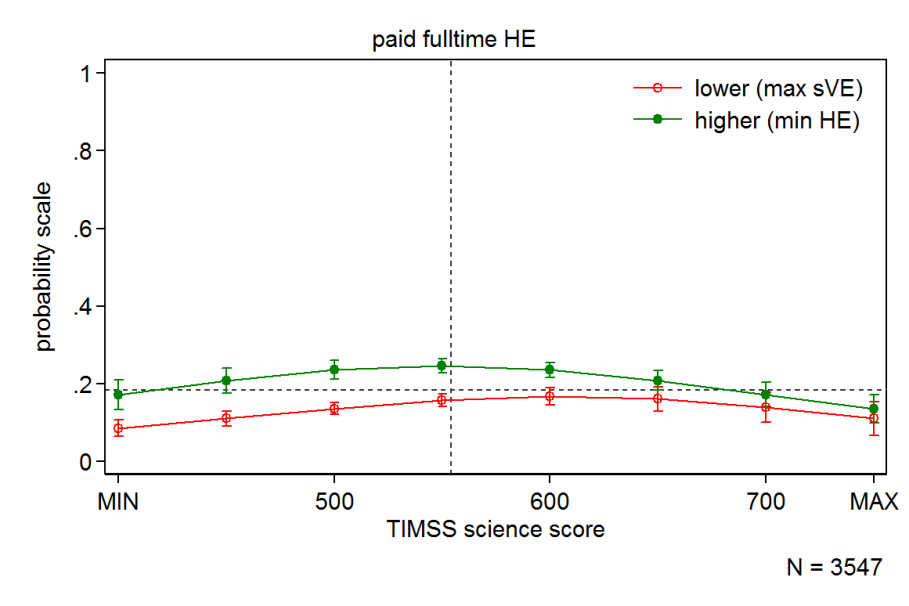 paid fulltime HE
lower (max sVE)
higher (min HE)
probability scale
1
.8
.6
.4
.2
0
MIN
500
600
700
MAX
TIMSS science score
N = 3547